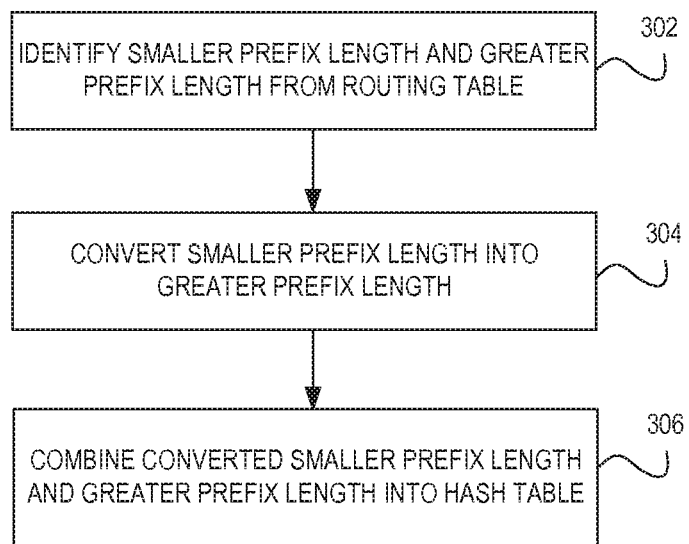 302
IDENTIFY SMALLER PREFIX LENGTH AND GREATER
PREFIX LENGTH FROM ROUTING TABLE
304
CONVERT SMALLER PREFIX LENGTH INTO
GREATER PREFIX LENGTH
306
COMBINE CONVERTED SMALLER PREFIX LENGTH
AND GREATER PREFIX LENGTH INTO HASH TABLE